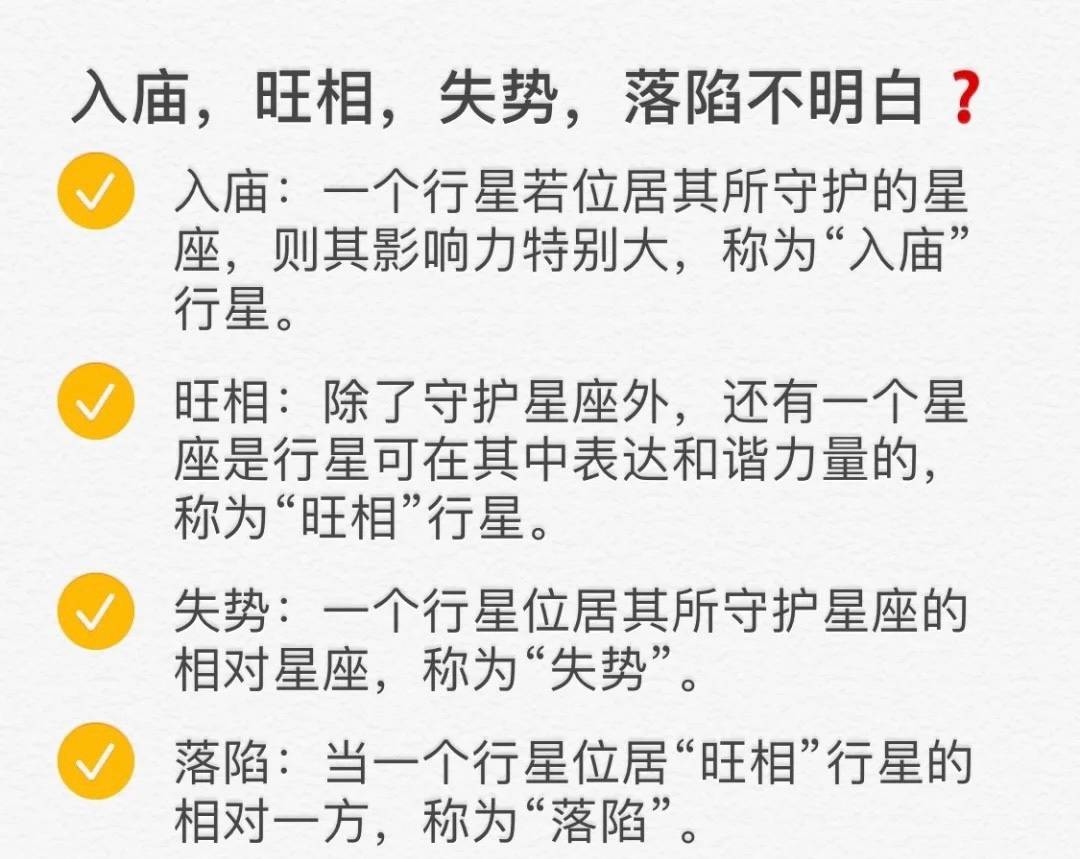 入庙，旺相，失势，落陷不明白❓
入庙：一个行星若位居其所守护的星
座，则其影响力特别大，称为“入庙”
行星。
旺相：除了守护星座外，还有一个星
座是行星可在其中表达和谐力量的，
称为“旺相”行星。
失势：一个行星位居其所守护星座的
相对星座，称为“失势”。
落陷：当一个行星位居“旺相”行星的
相对一方，称为“落陷”。